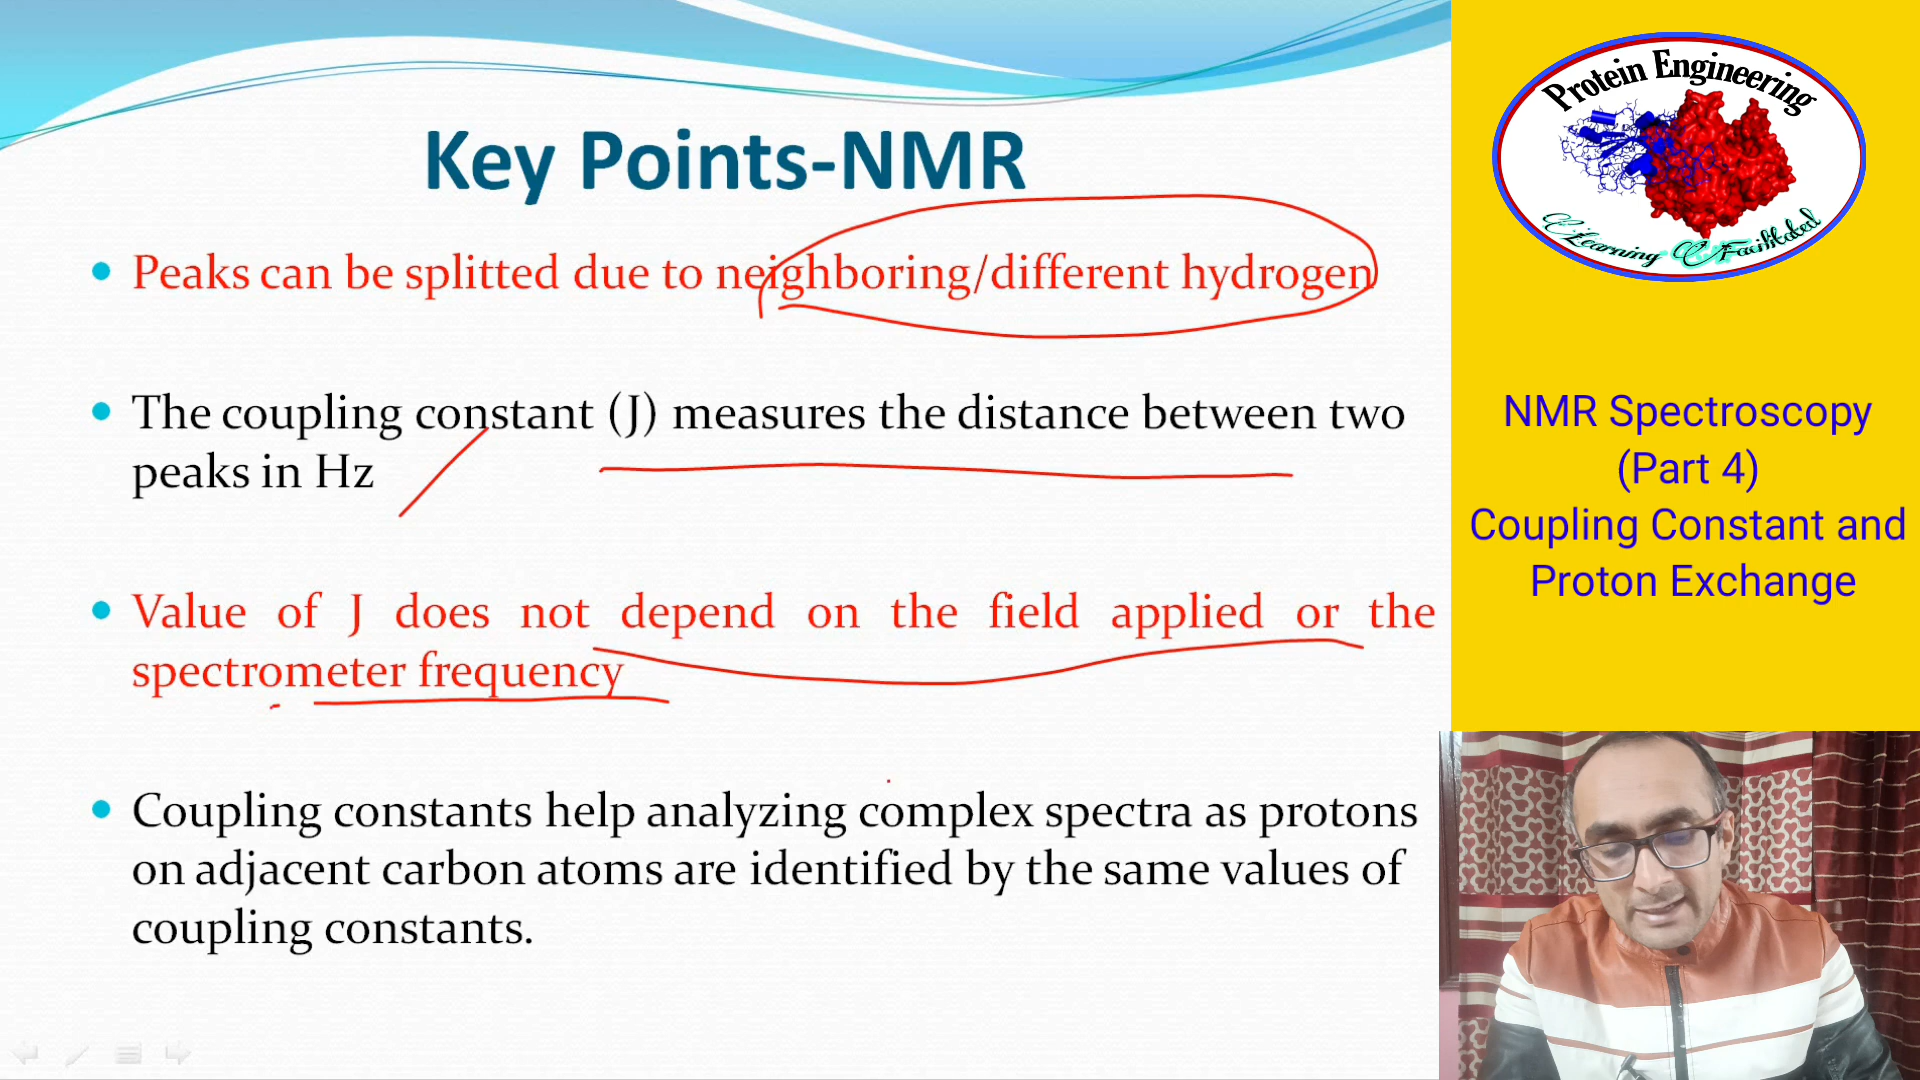 Key Points-NMR
Peaks can be splitted due to neighboring/different hydrogen
The coupling constant (J) measures the distance between two
peaks in Hz
Value of J does not depend on the field applied or the
spectrometer frequency
Coupling constants help analyzing complex spectra as protons
on adjacent carbon atoms are identified by the same values of
coupling constants.
Protein Engineering
Learning Facilitated
NMR Spectroscopy
(Part 4)
Coupling Constant and
Proton Exchange